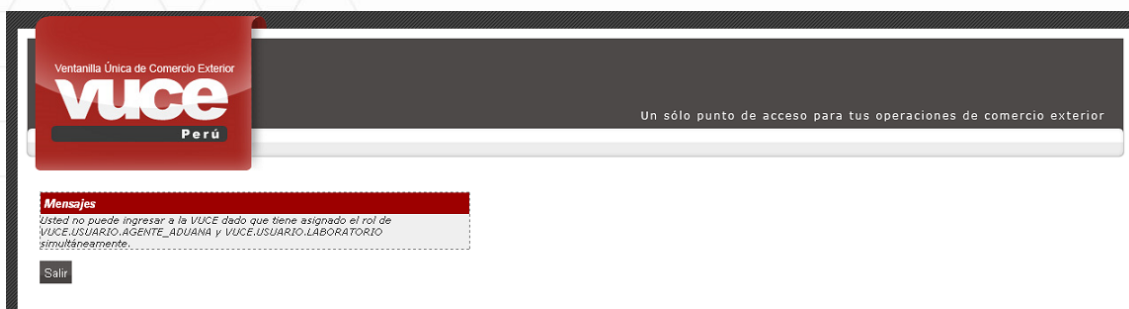 Ventanilla Única de Comercio Exterior
vuce
Perú
Un sólo punto de acceso para tus operaciones de comercio exterior
Mensajes
Usted no puede ingresar a la VUCE dado que tiene asignado el rol de
VUCE.USUARIO.AGENTE_ADUANA y VUCE.USUARIO.LABORATORIO
simultáneamente.
Salir